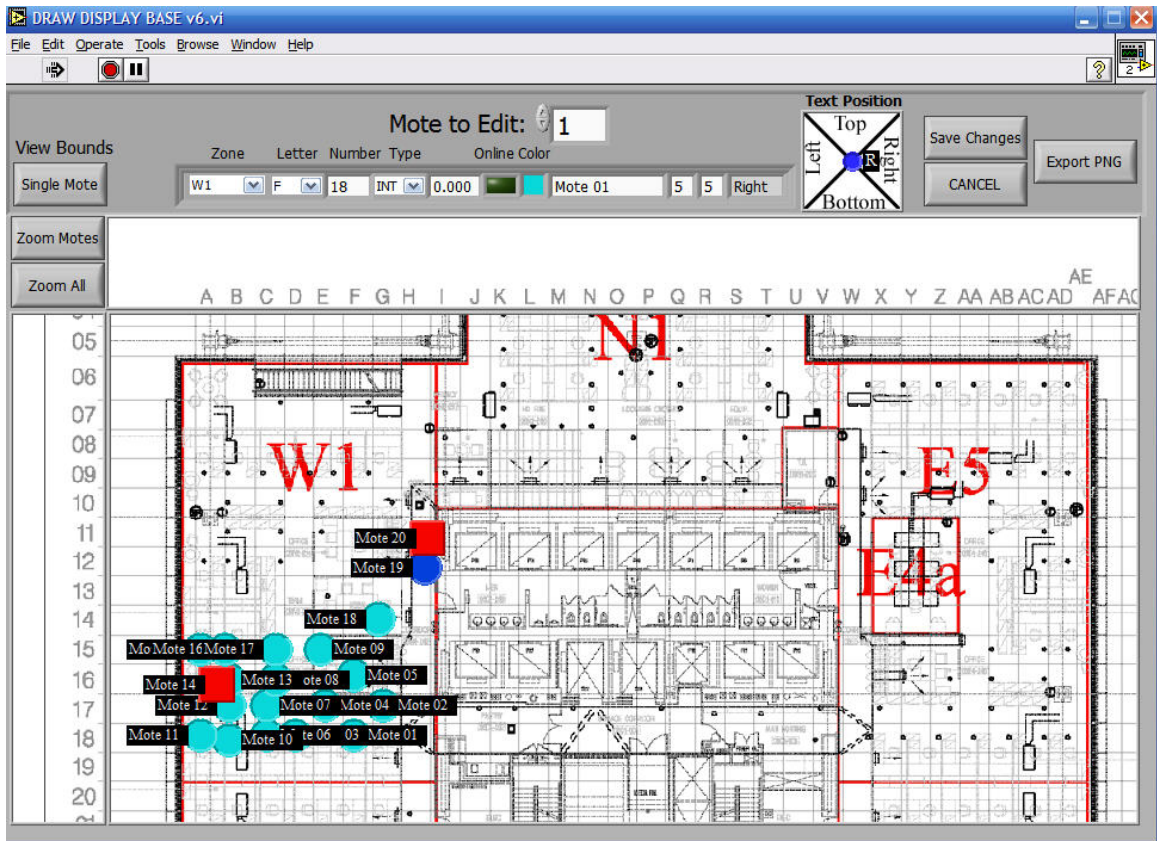 DRAW DISPLAY BASE v6.vi
File Edit Operate Tools Browse Window Help
2
Text Position
Mote to Edit: 1
Top
Left
R
Right
Bottom
Save Changes
CANCEL
Export PNG
View Bounds
Single Mote
Zone Letter Number Type Online Color
W1 F 18 INT 0.000 Mote 01 5 5 Right
Zoom Motes
Zoom All
A B C D E F G H I J K L M N O P Q R S T U V W X Y Z AA AB AC AD AE AF AG
05
N1
06
07
08
W1
E5
09
10
11
Mote 20
12
Mote 19
E4a
13
14
Mote 18
15
Mo Mote 16 Mote 17 Mote 09
16
Mote 14 Mote 13 ote 08 Mote 05
17
Mote 12 Mote 07 Mote 04 Mote 02
18
Mote 11 Mote 10 te 06 03 Mote 01
19
20